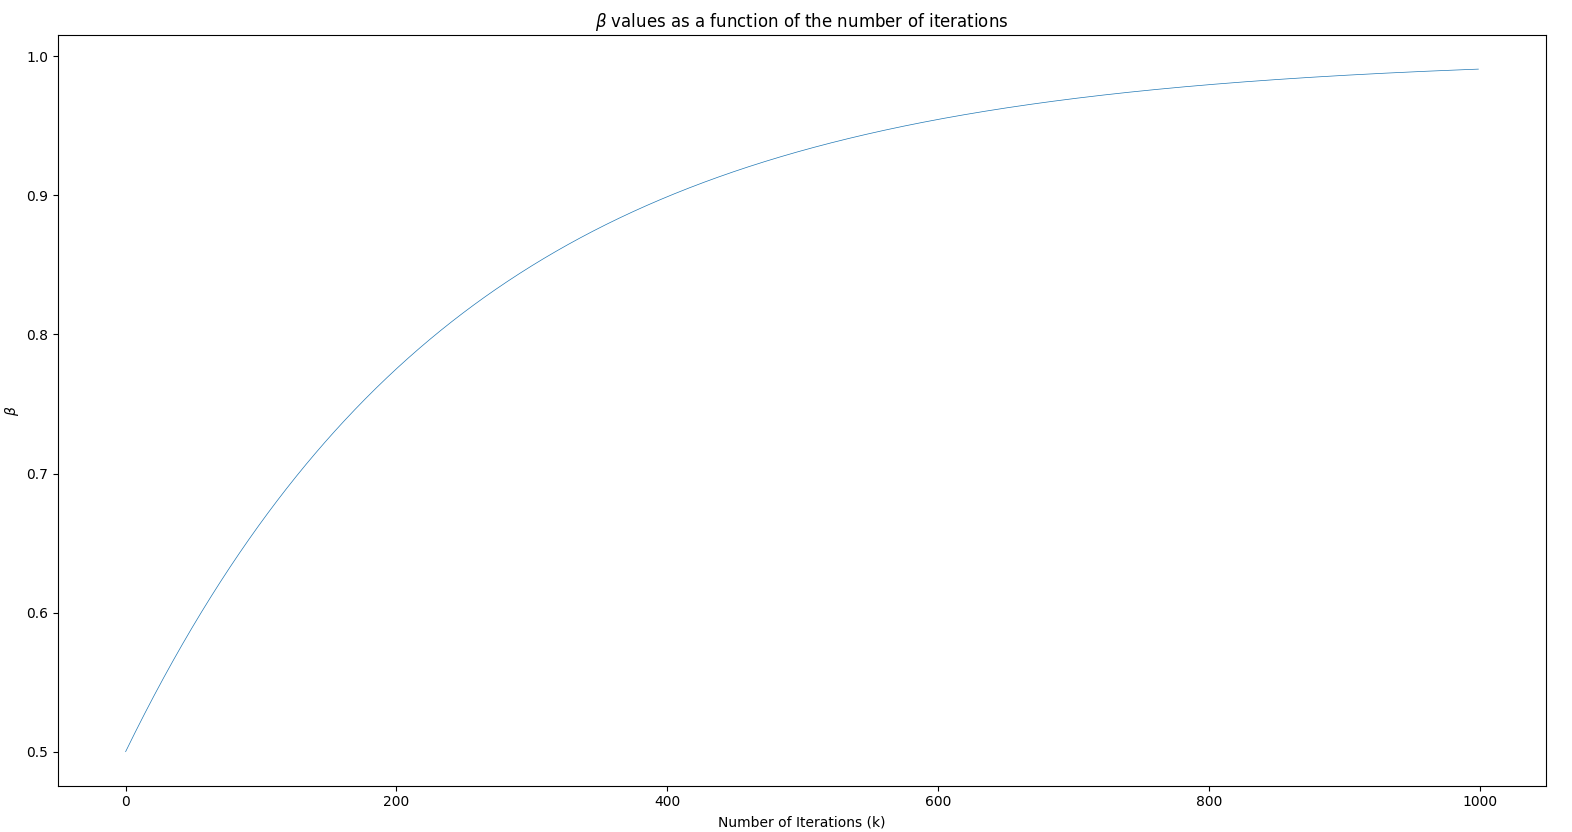 β values as a function of the number of iterations
1.0
0.9
0.8
0.7
0.6
0.5
β
0 200 400 600 800 1000
Number of Iterations (k)